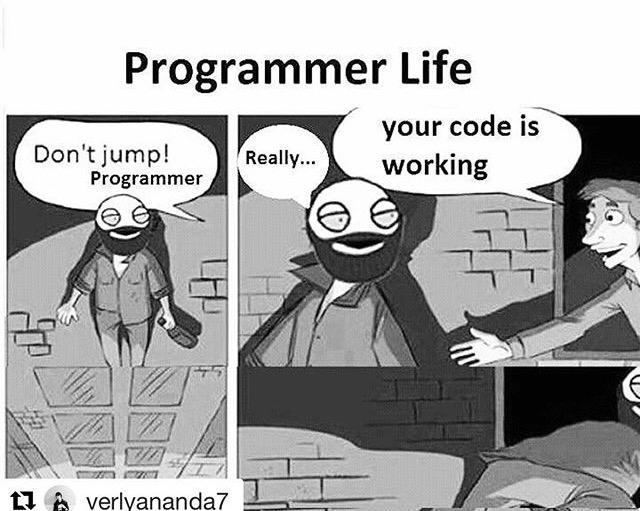 Programmer Life
Don't jump!
Programmer
Really...
your code is
working
verlyananda7